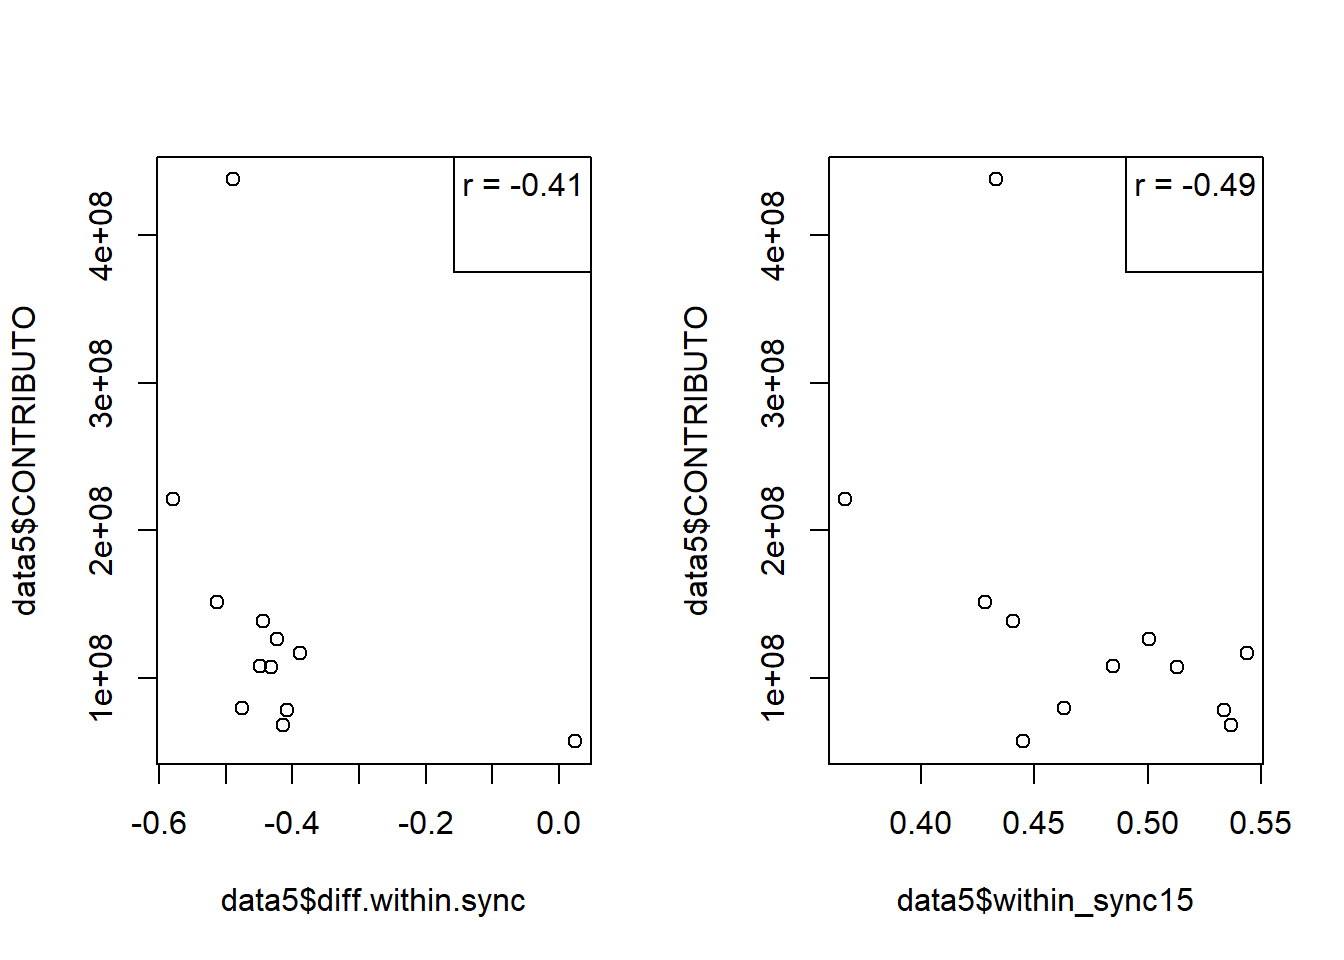 data5$CONTRIBUTO
4e+08
3e+08
2e+08
1e+08
r = -0.41
-0.6
-0.4
-0.2
0.0
data5$diff.within.sync
data5$CONTRIBUTO
4e+08
3e+08
2e+08
1e+08
r = -0.49
0.40
0.45
0.50
0.55
data5$within_sync15